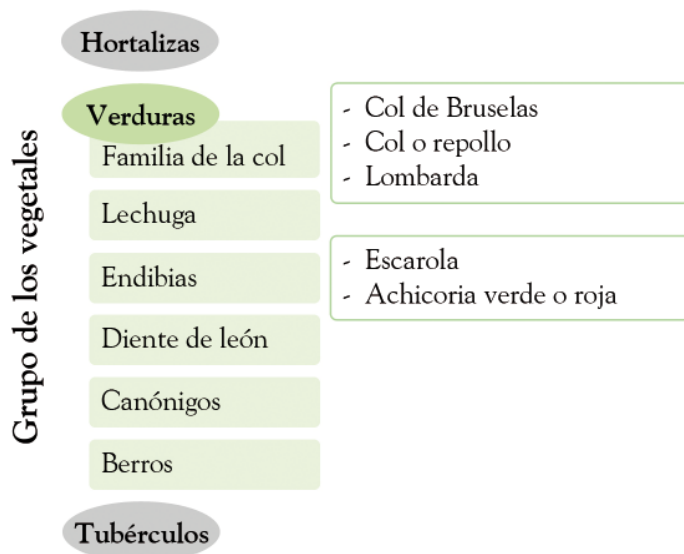 Grupo de los vegetales
Hortalizas
Verduras
Familia de la col
- Col de Bruselas
- Col o repollo
- Lombarda
Lechuga
Endibias
- Escarola
- Achicoria verde o roja
Diente de león
Canónigos
Berros
Tubérculos